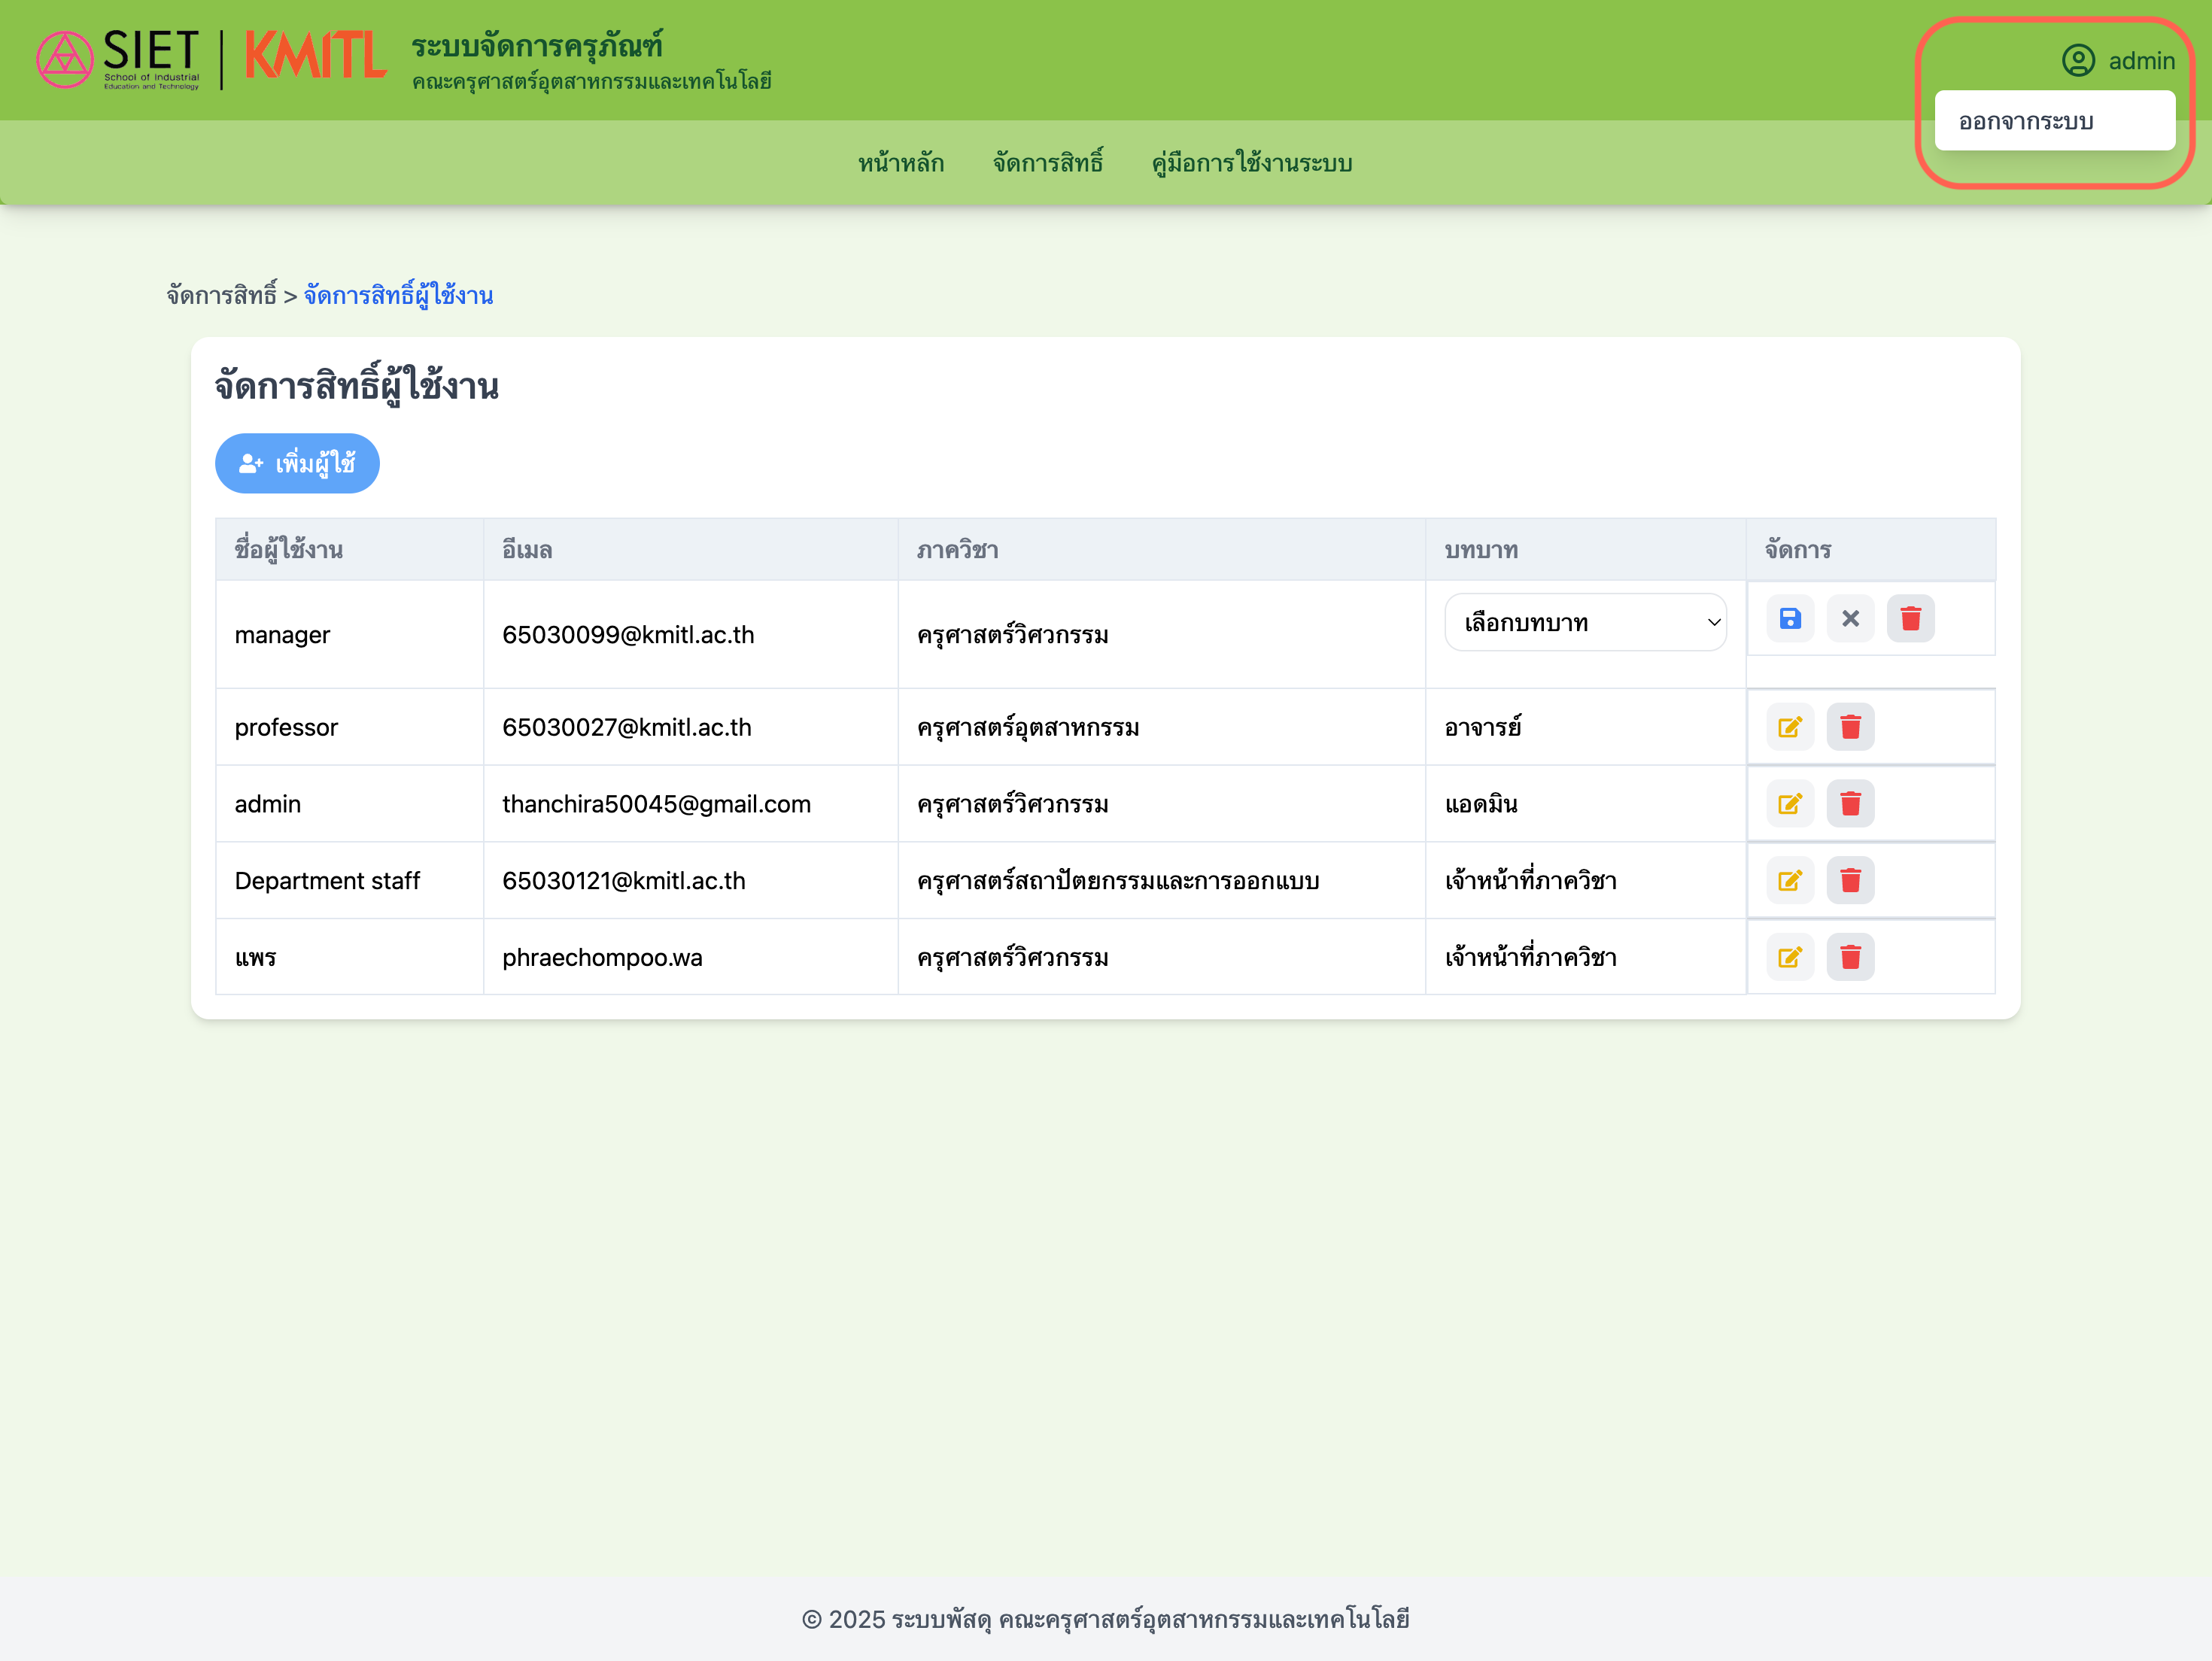 SIET
School of Industrial
Education and Technology
KMITL
ระบบจัดการครุภัณฑ์
คณะครุศาสตร์อุตสาหกรรมและเทคโนโลยี
admin
ออกจากระบบ
หน้าหลัก จัดการสิทธิ์ คู่มือการใช้งานระบบ
จัดการสิทธิ์ > จัดการสิทธิ์ผู้ใช้งาน
จัดการสิทธิ์ผู้ใช้งาน
เพิ่มผู้ใช้
ชื่อผู้ใช้งาน อีเมล ภาควิชา บทบาท จัดการ
manager 65030099@kmitl.ac.th ครุศาสตร์วิศวกรรม เลือกบทบาท
professor 65030027@kmitl.ac.th ครุศาสตร์อุตสาหกรรม อาจารย์
admin thanchira50045@gmail.com ครุศาสตร์วิศวกรรม แอดมิน
Department staff 65030121@kmitl.ac.th ครุศาสตร์สถาปัตยกรรมและการออกแบบ เจ้าหน้าที่ภาควิชา
แพร phraechompoo.wa ครุศาสตร์วิศวกรรม เจ้าหน้าที่ภาควิชา
© 2025 ระบบพัสดุ คณะครุศาสตร์อุตสาหกรรมและเทคโนโลยี